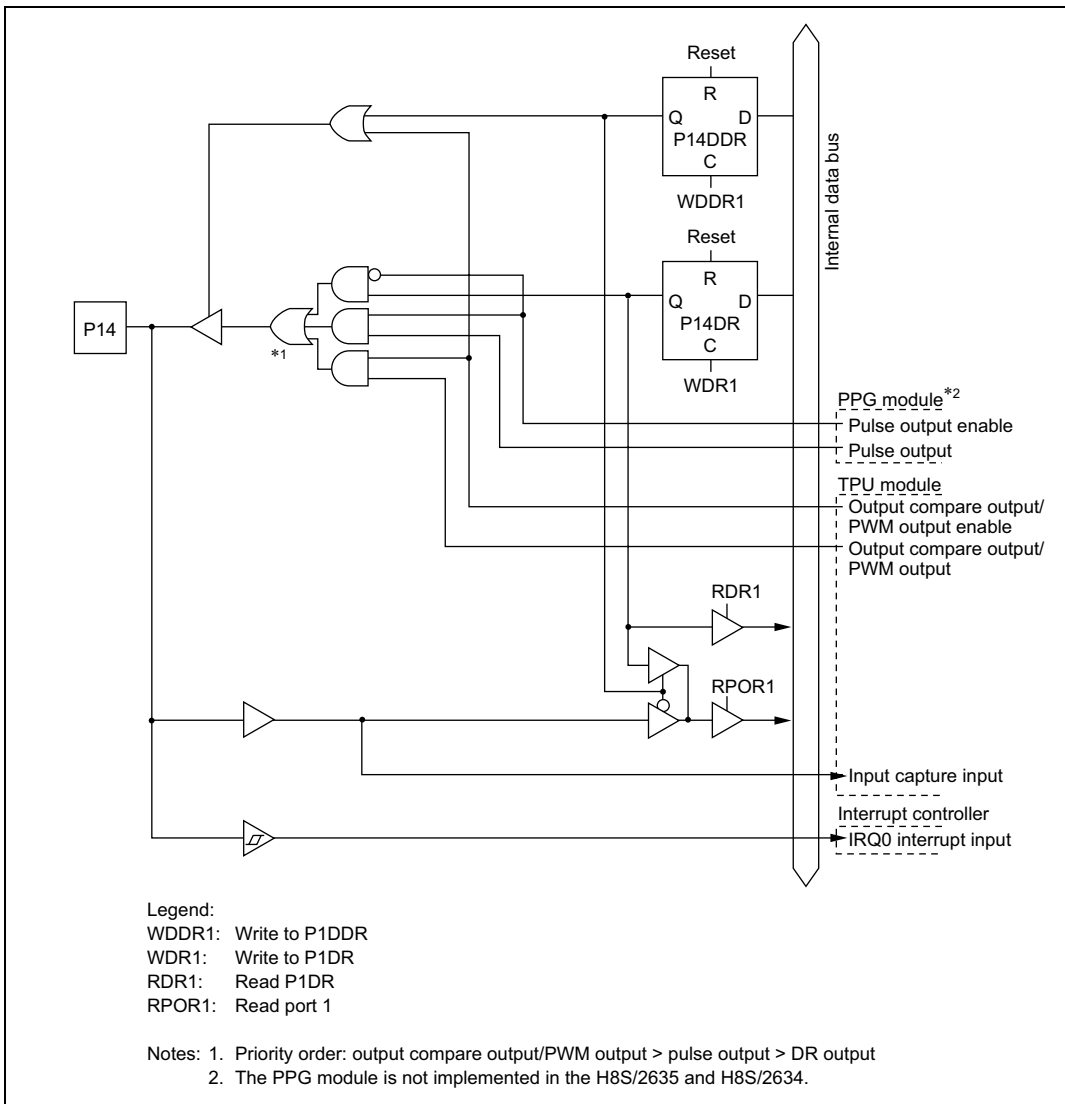 Reset
R
Q D
P14DDR
C
WDDR1
Reset
R
Q D
P14DR
C
WDR1
Internal data bus
P14
*1
PPG module*2
Pulse output enable
Pulse output
TPU module
Output compare output/
PWM output enable
Output compare output/
PWM output
RDR1
RPOR1
Input capture input
Interrupt controller
IRQ0 interrupt input
Legend:
WDDR1: Write to P1DDR
WDR1: Write to P1DR
RDR1: Read P1DR
RPOR1: Read port 1
Notes: 1. Priority order: output compare output/PWM output > pulse output > DR output
2. The PPG module is not implemented in the H8S/2635 and H8S/2634.